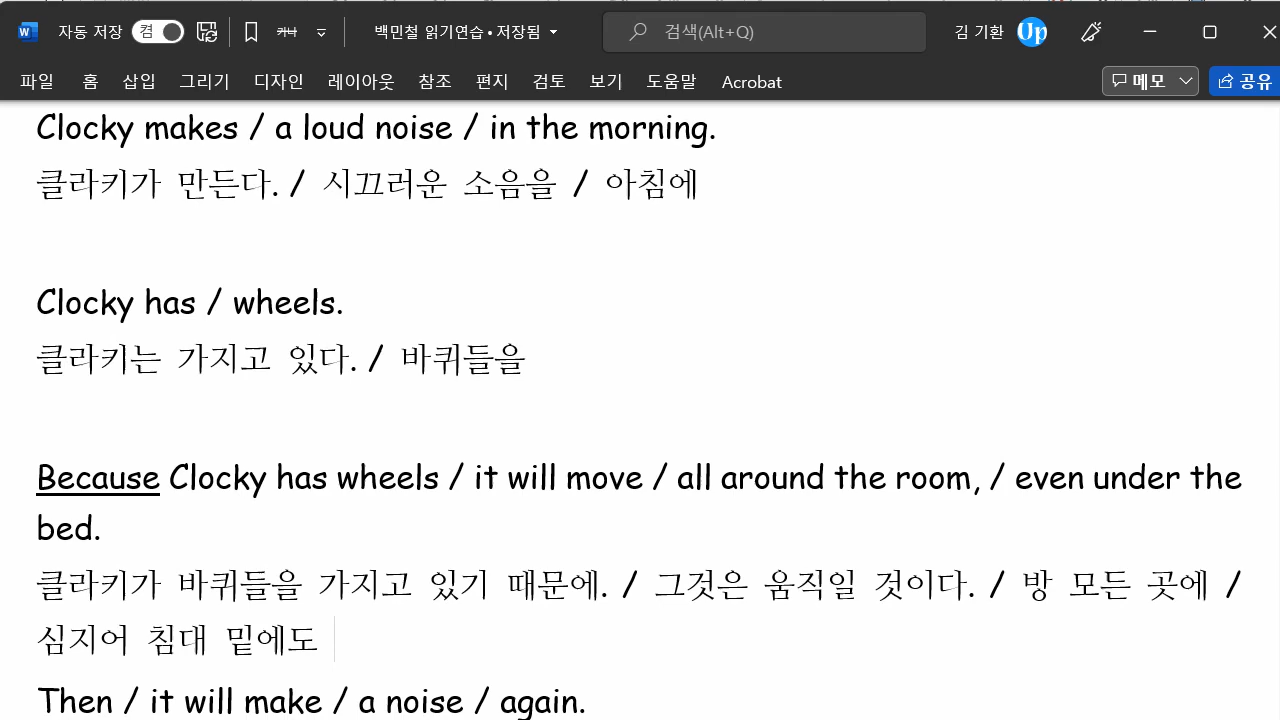 자동 저장 켬 가나 백민철 읽기연습 • 저장됨 검색(Alt+Q) 김 기환 Up
파일 홈 삽입 그리기 디자인 레이아웃 참조 편지 검토 보기 도움말 Acrobat 메모 공유
Clocky makes / a loud noise / in the morning.
클라키가 만든다. / 시끄러운 소음을 / 아침에
Clocky has / wheels.
클라키는 가지고 있다. / 바퀴들을
Because Clocky has wheels / it will move / all around the room, / even under the
bed.
클라키가 바퀴들을 가지고 있기 때문에. / 그것은 움직일 것이다. / 방 모든 곳에 /
심지어 침대 밑에도
Then / it will make / a noise / again.